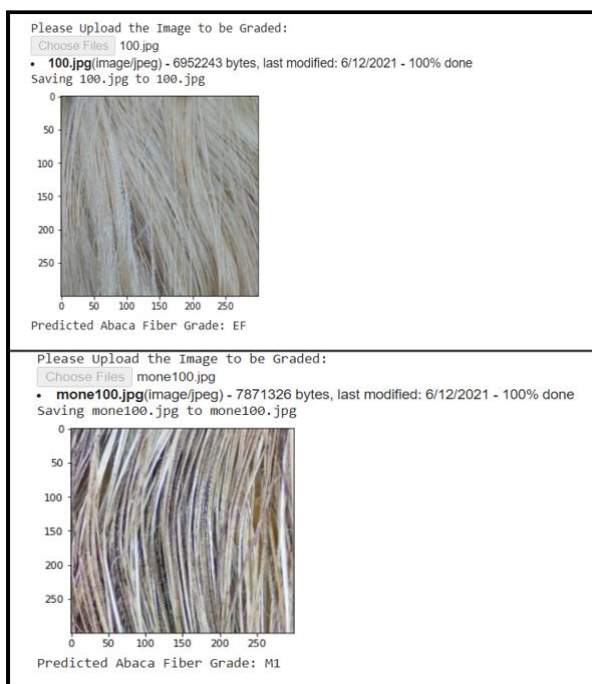 Please Upload the Image to be Graded:
Choose Files 100.jpg
• 100.jpg(image/jpeg) - 6952243 bytes, last modified: 6/12/2021 - 100% done
Saving 100.jpg to 100.jpg
0
50
100
150
200
250
0 50 100 150 200 250
Predicted Abaca Fiber Grade: EF
Please Upload the Image to be Graded:
Choose Files mone100.jpg
• mone100.jpg(image/jpeg) - 7871326 bytes, last modified: 6/12/2021 - 100% done
Saving mone100.jpg to mone100.jpg
0
50
100
150
200
250
0 50 100 150 200 250
Predicted Abaca Fiber Grade: M1